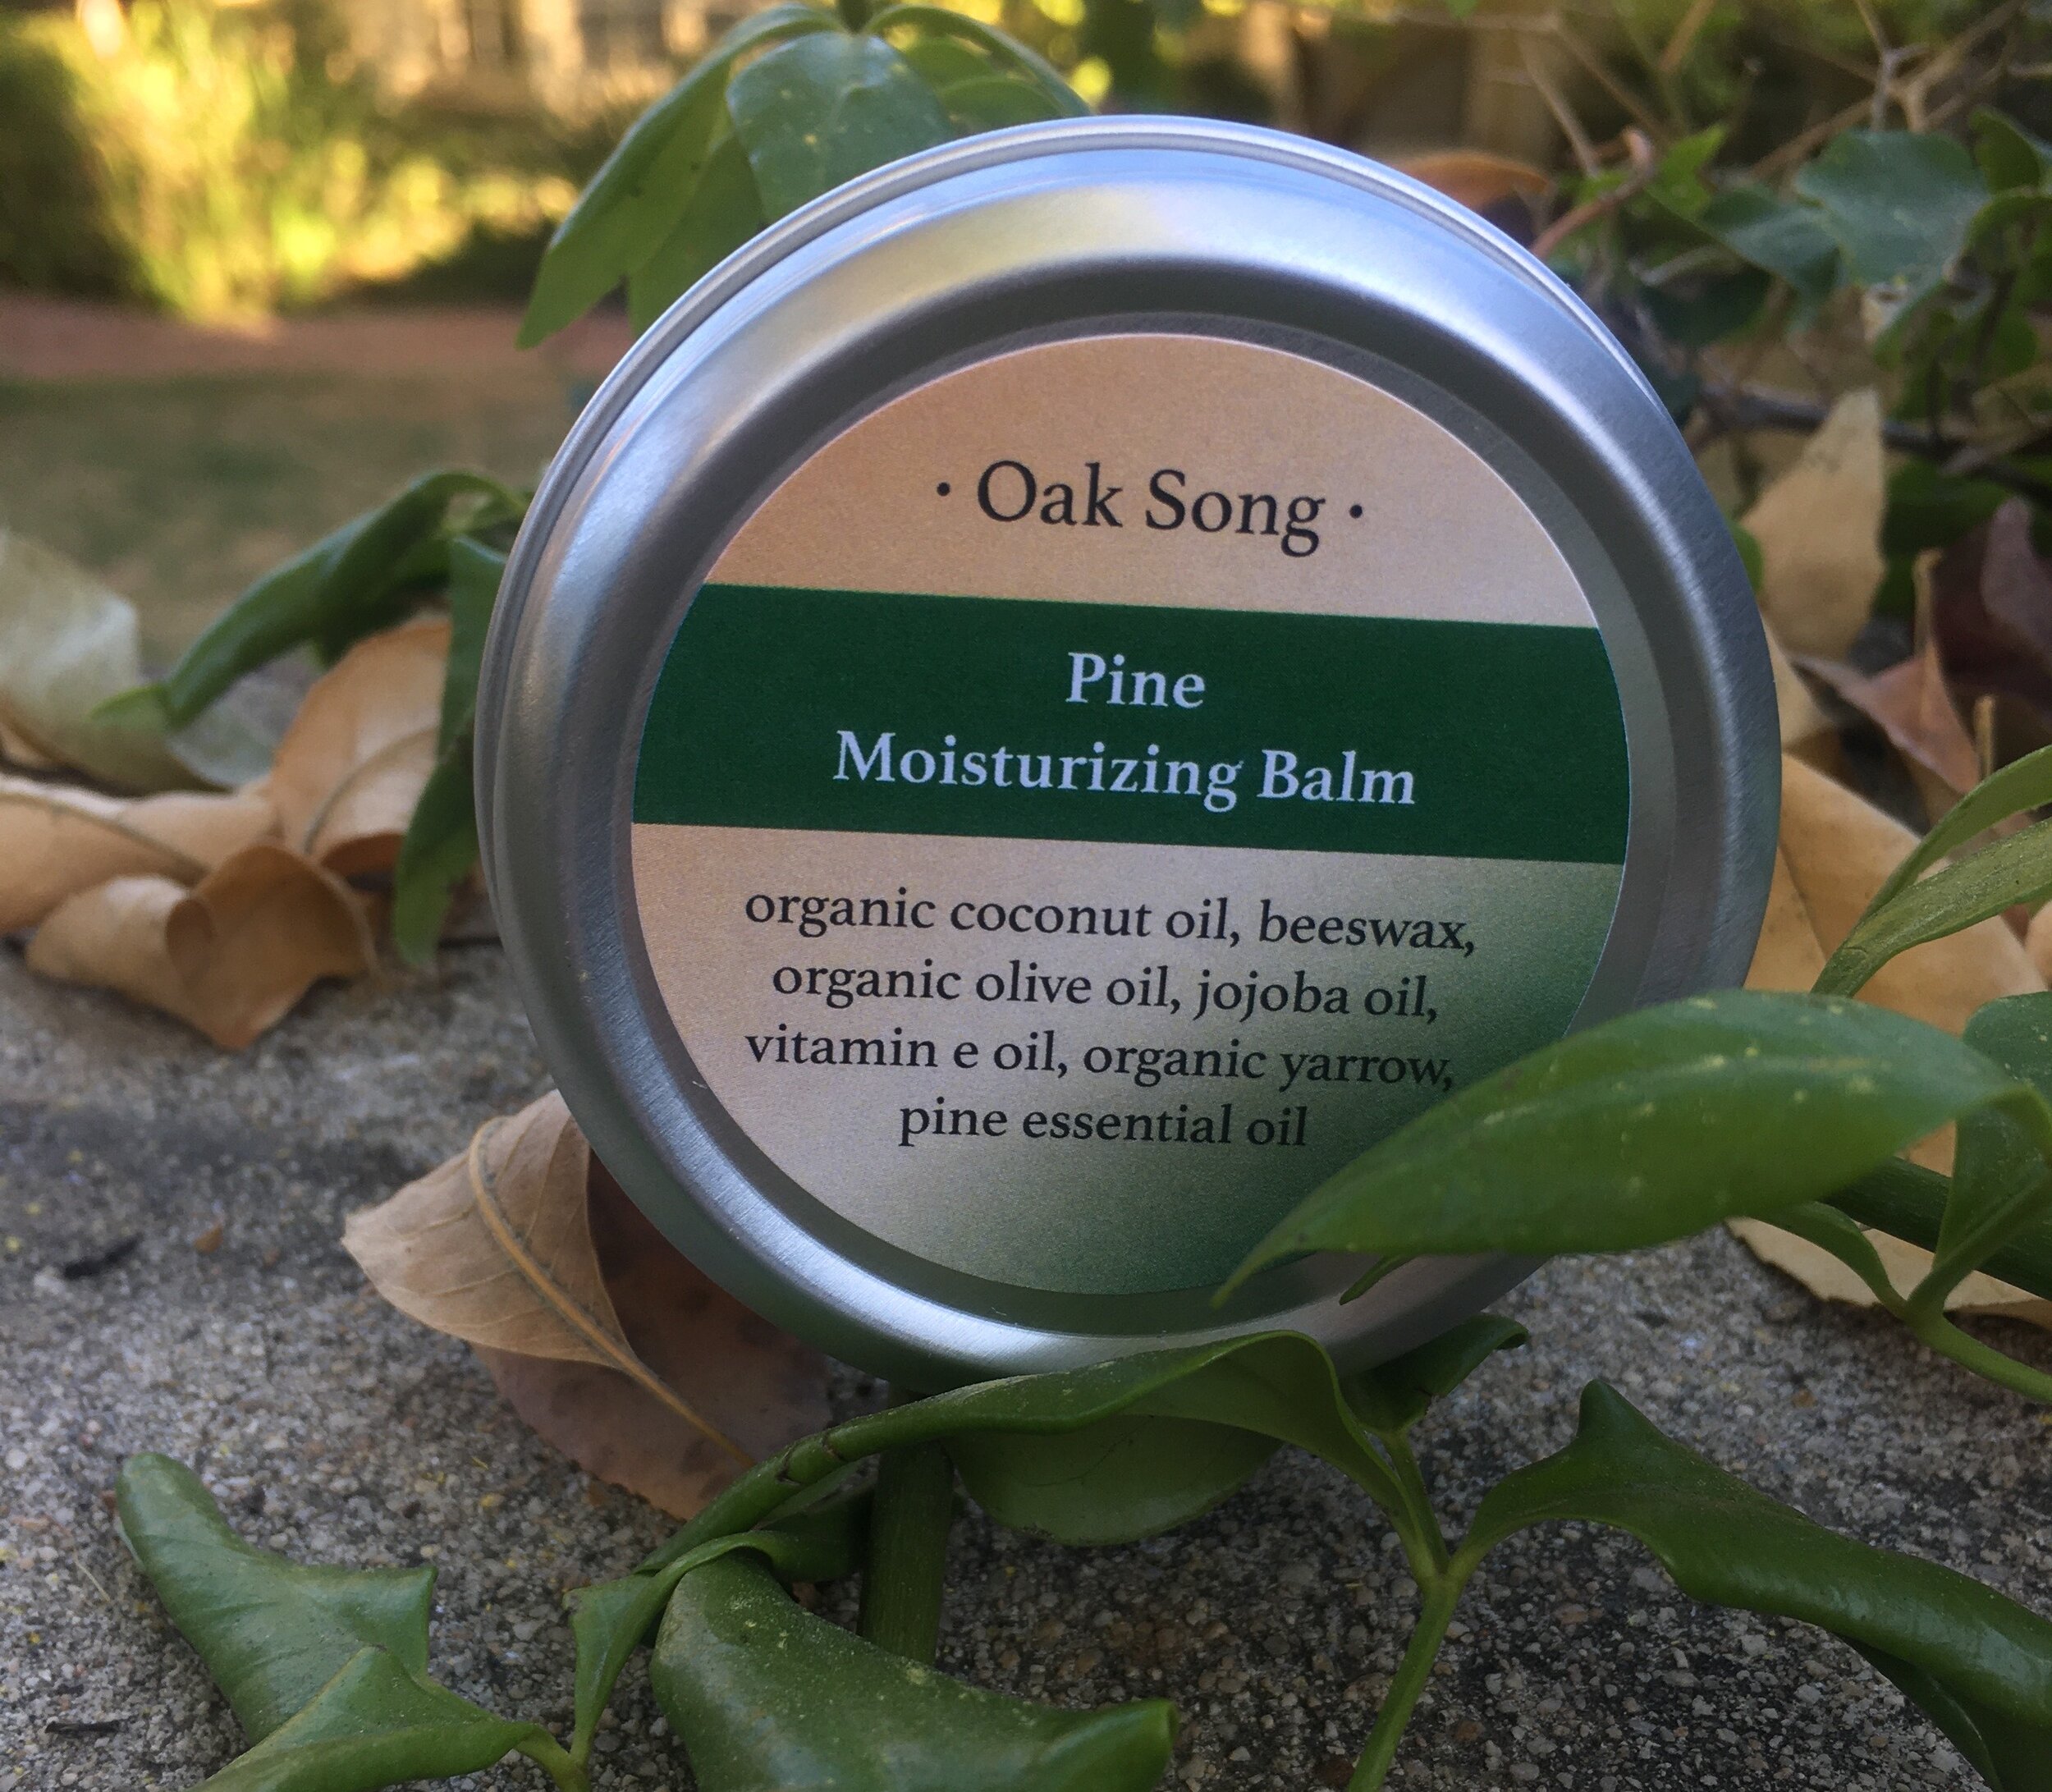 · Oak Song ·
Pine
Moisturizing Balm
organic coconut oil, beeswax,
organic olive oil, jojoba oil,
vitamin e oil, organic yarrow,
pine essential oil